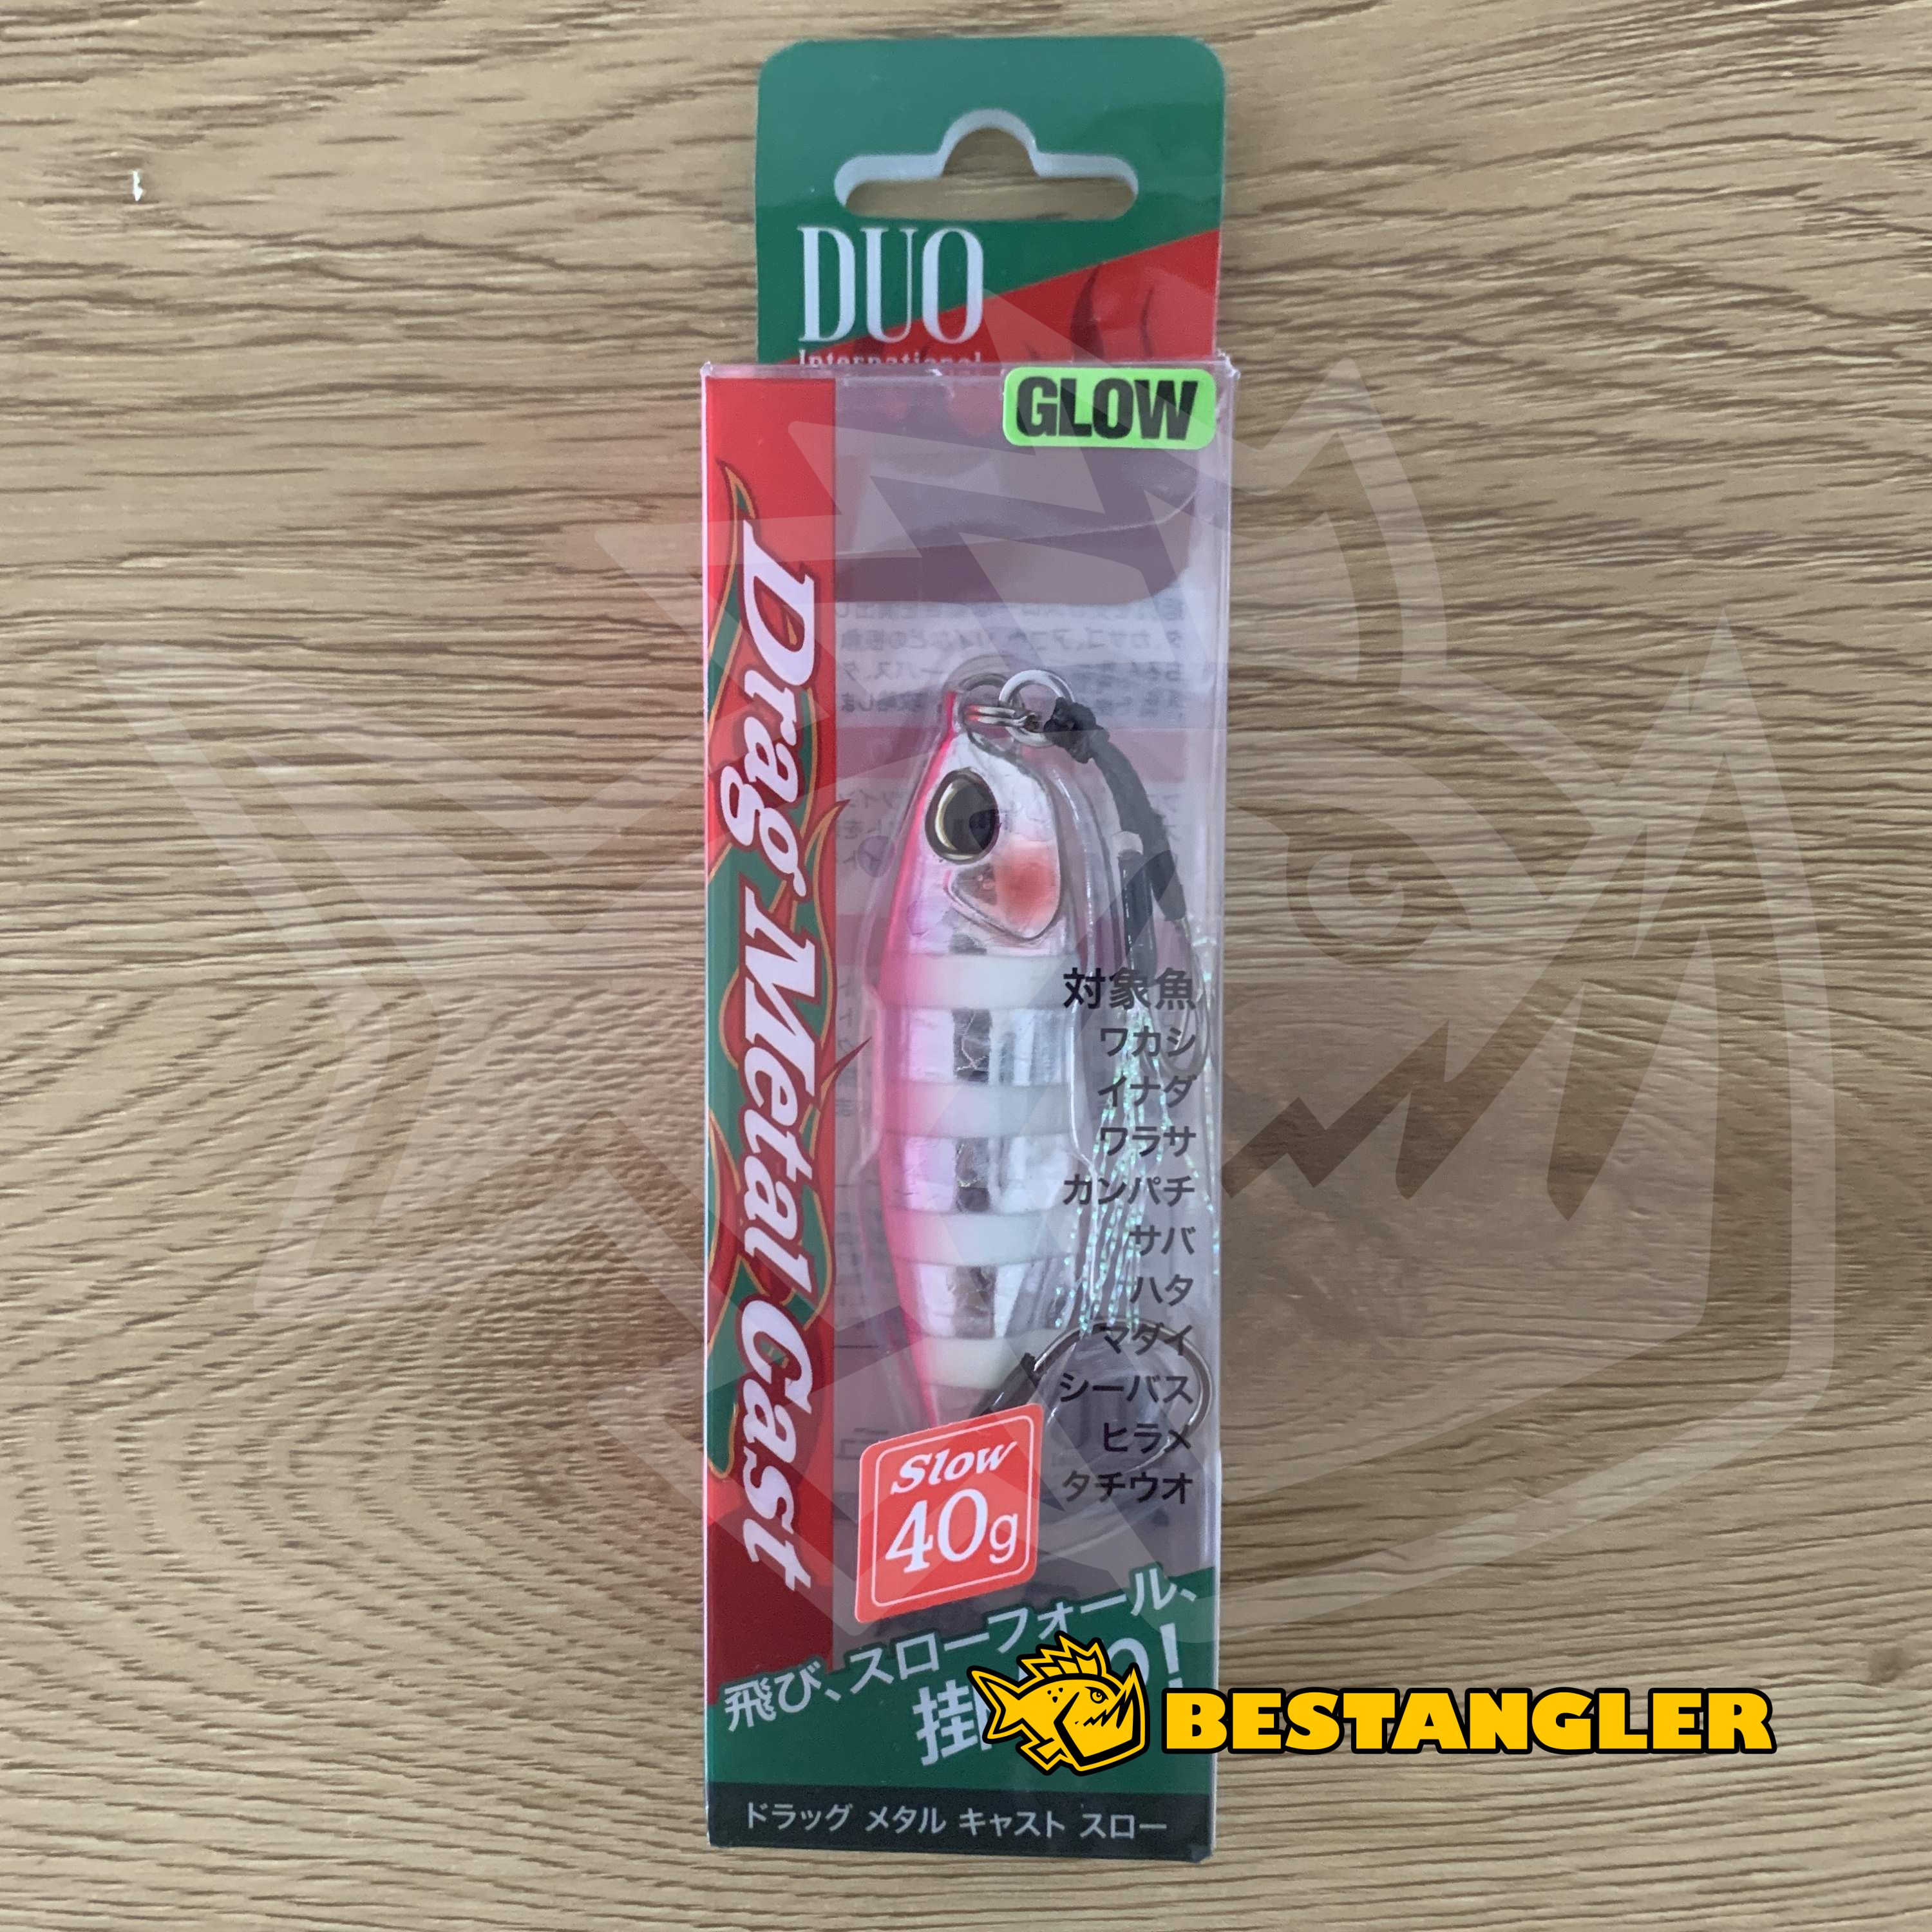 DUO
International
GLOW
Drag Metal Cast
対象魚
ワカシ
イナダ
ワラサ
カンパチ
サバ
ハタ
マダイ
シーバス
ヒラメ
タチウオ
Slow
40g
飛び、スローフォール、
掛
BESTANGLER
ドラッグ メタル キャスト スロー